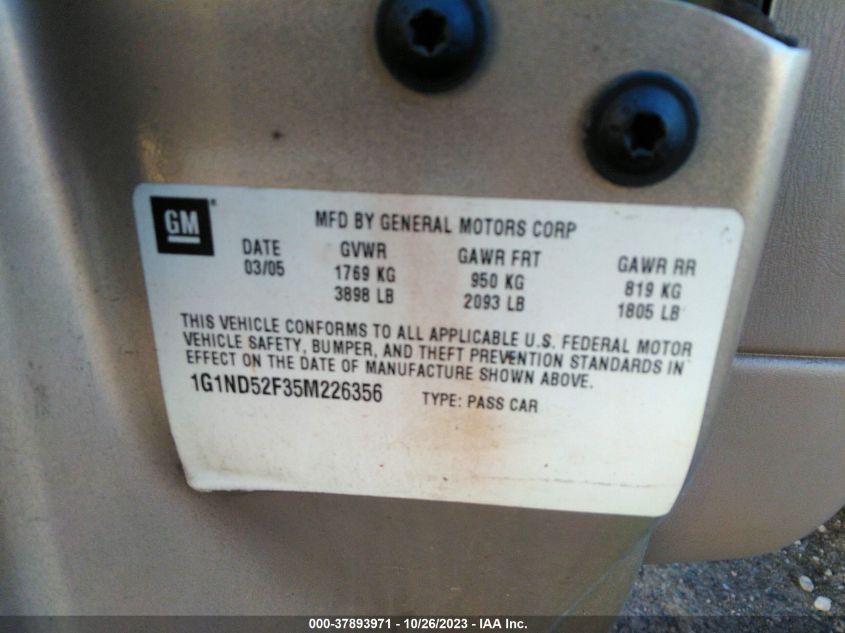 GM®
MFD BY GENERAL MOTORS CORP
DATE GVWR GAWR FRT GAWR RR
03/05 1769 KG 950 KG 819 KG
3898 LB 2093 LB 1805 LB
THIS VEHICLE CONFORMS TO ALL APPLICABLE U.S. FEDERAL MOTOR
VEHICLE SAFETY, BUMPER, AND THEFT PREVENTION STANDARDS IN
EFFECT ON THE DATE OF MANUFACTURE SHOWN ABOVE.
1G1ND52F35M226356 TYPE: PASS CAR
000-37893971 / 10/26/2023 - IAA Inc.